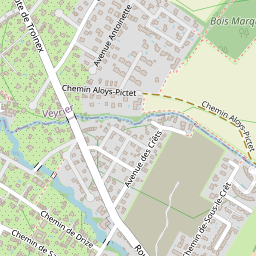 te de Troinex
Avenue Antoinette
Bois Marq
Chemin Aloys-Pictet
Chemin Aloys-Pictet
Veyrier
Avenue des Crêts
Chemin de Sous-le-Crêt
Chemin de Drize
Chemin de S
Rou